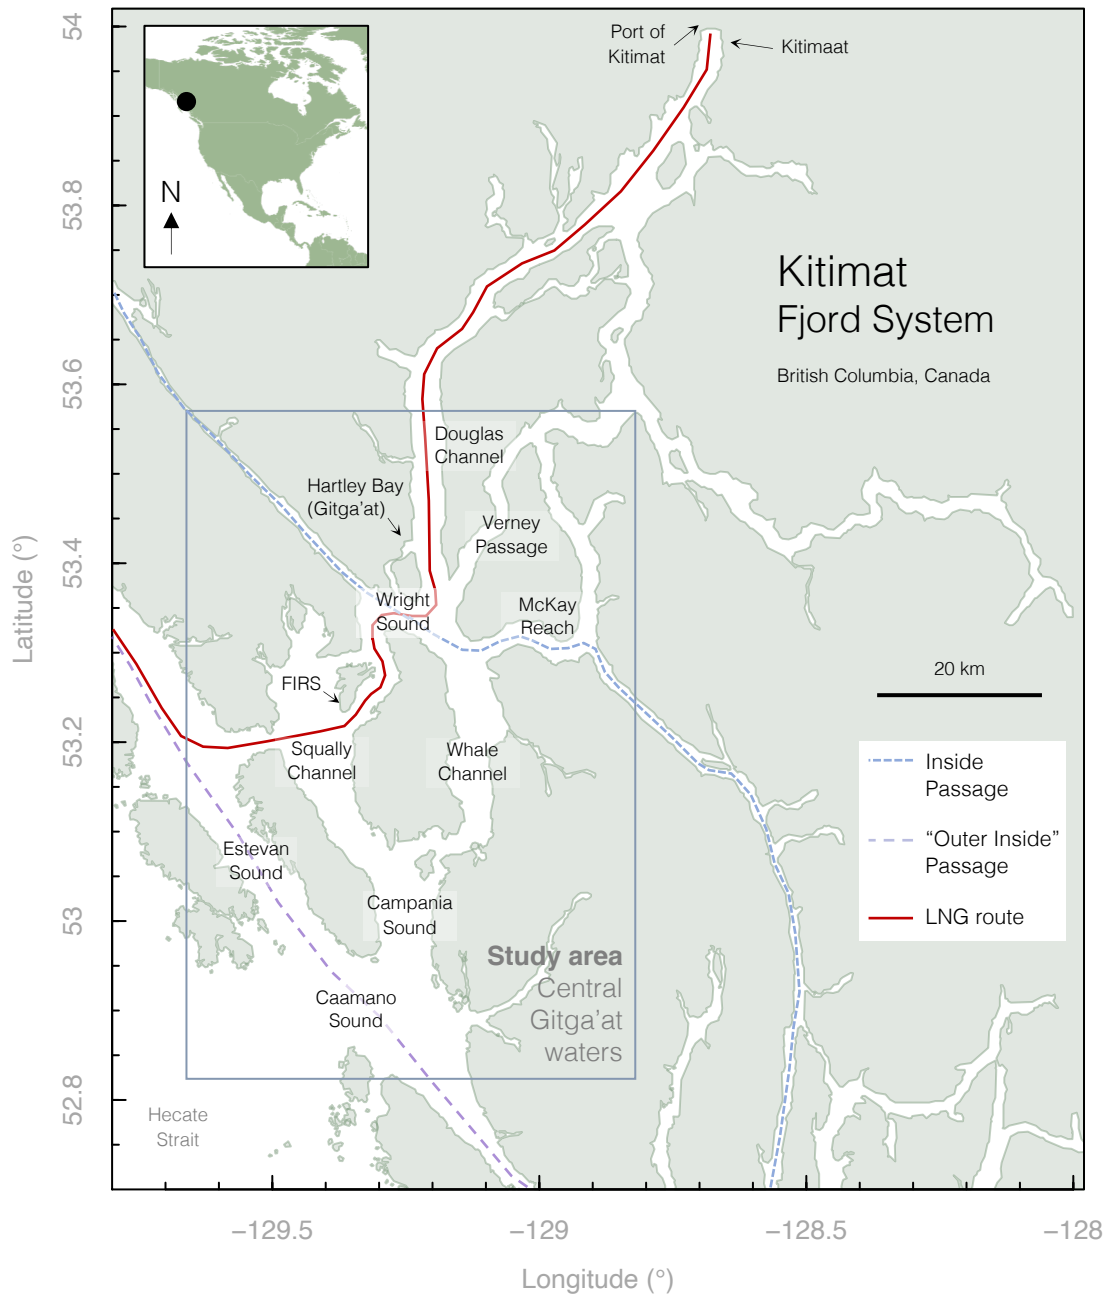 54
53.8
53.6
53.4
53.2
53
52.8
Latitude (°)
N
Port of
Kitimat
Kitimaat
Kitimat
Fjord System
British Columbia, Canada
Douglas
Channel
Hartley Bay
(Gitga’at)
Verney
Passage
Wright
Sound
McKay
Reach
FIRS
20 km
Squally
Channel
Whale
Channel
Inside
Passage
“Outer Inside”
Passage
LNG route
Estevan
Sound
Campania
Sound
Study area
Central
Gitga’at
waters
Caamano
Sound
Hecate
Strait
−129.5
−129
−128.5
−128
Longitude (°)